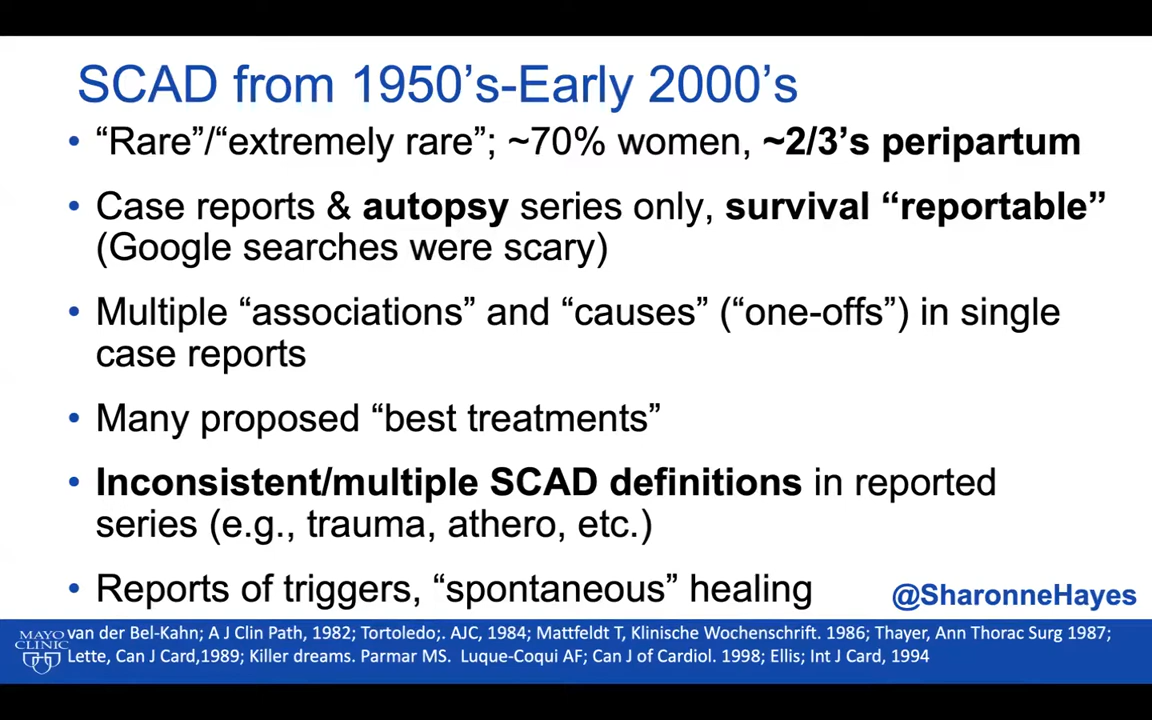 SCAD from 1950’s-Early 2000’s
• “Rare”/“extremely rare”; ~70% women, ~2/3’s peripartum
• Case reports & autopsy series only, survival “reportable”
(Google searches were scary)
• Multiple “associations” and “causes” (“one-offs”) in single
case reports
• Many proposed “best treatments”
• Inconsistent/multiple SCAD definitions in reported
series (e.g., trauma, athero, etc.)
• Reports of triggers, “spontaneous” healing
@SharonneHayes
MAYO
CLINIC
van der Bel-Kahn; A J Clin Path, 1982; Tortoledo;. AJC, 1984; Mattfeldt T, Klinische Wochenschrift. 1986; Thayer, Ann Thorac Surg 1987;
Lette, Can J Card,1989; Killer dreams. Parmar MS.  Luque-Coqui AF; Can J of Cardiol. 1998; Ellis; Int J Card, 1994